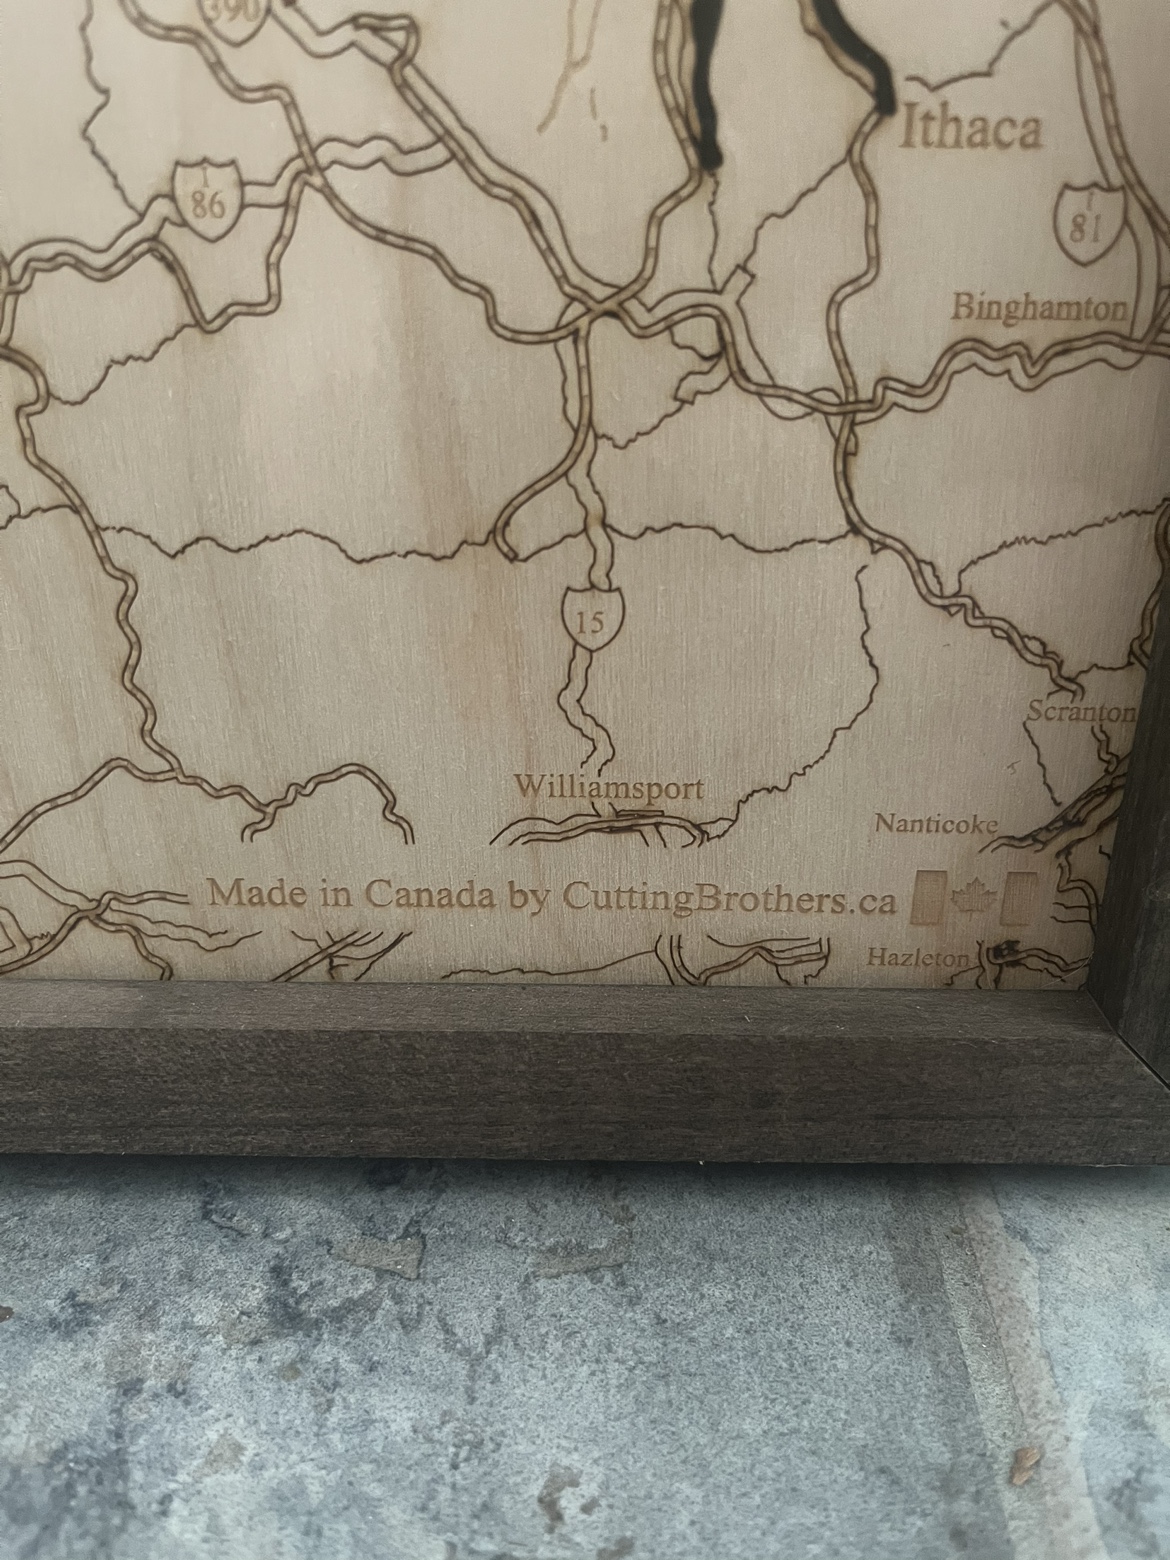 390
Ithaca
I
86
I
81
Binghamton
15
Scranton
Williamsport
Nanticoke
Made in Canada by CuttingBrothers.ca
Hazleton